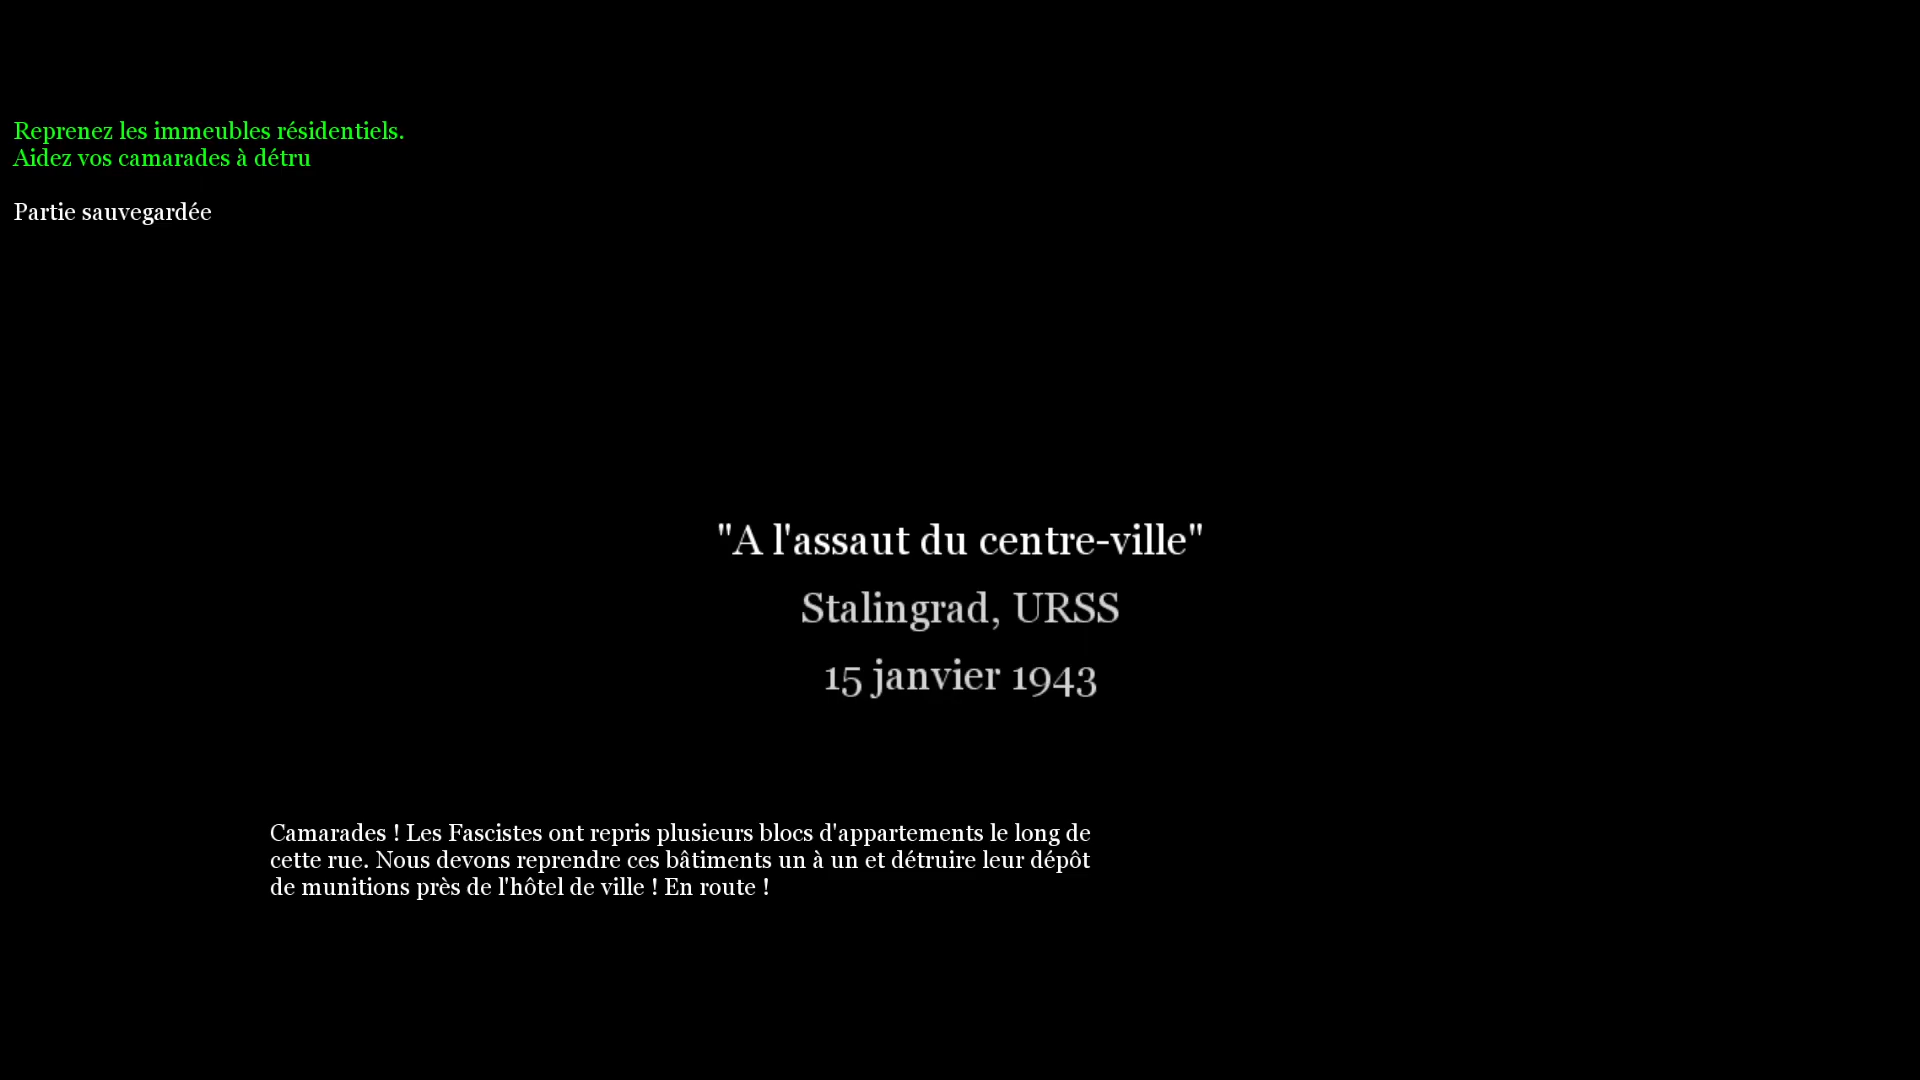 Reprenez les immeubles résidentiels.
Aidez vos camarades à détru
Partie sauvegardée
"A l'assaut du centre-ville"
Stalingrad, URSS
15 janvier 1943
Camarades ! Les Fascistes ont repris plusieurs blocs d'appartements le long de
cette rue. Nous devons reprendre ces bâtiments un à un et détruire leur dépôt
de munitions près de l'hôtel de ville ! En route !